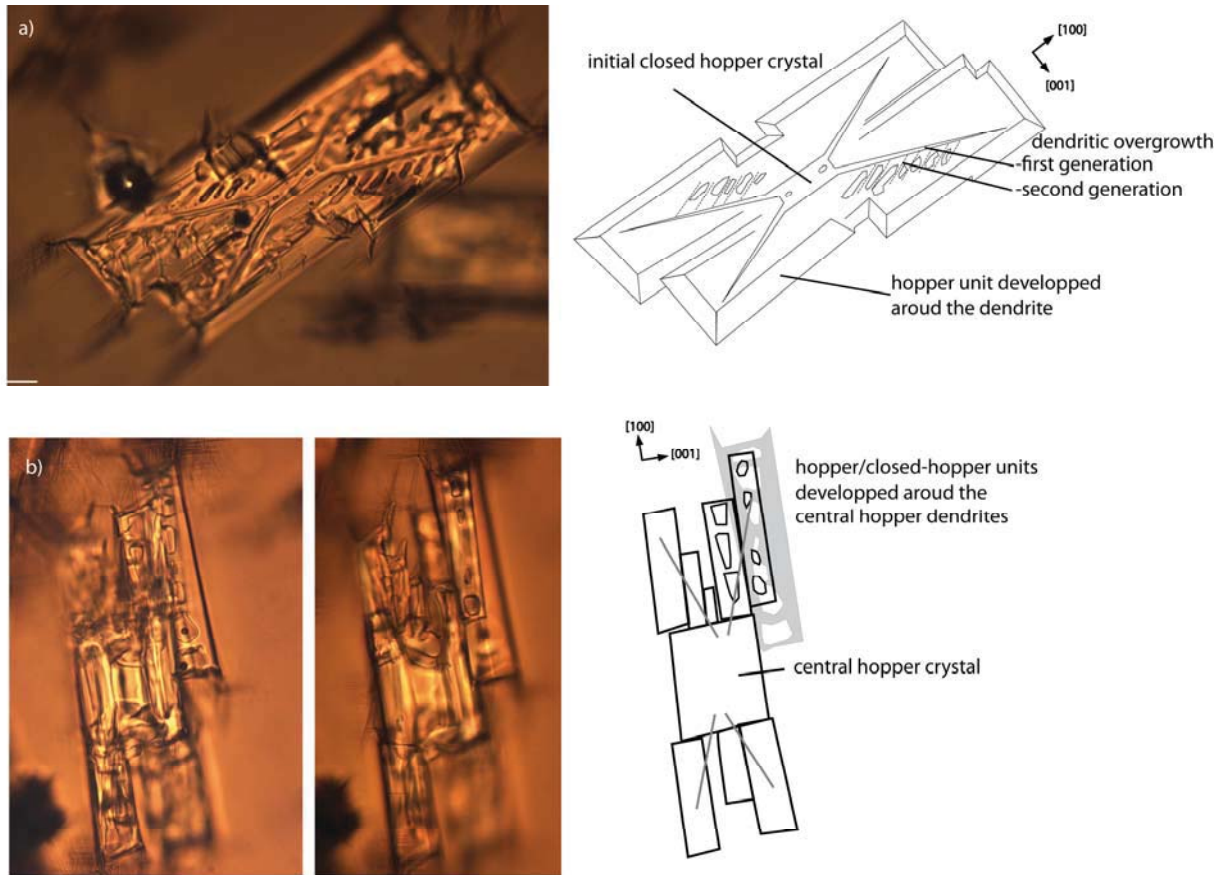 a)
initial closed hopper crystal
[100]
[001]
dendritic overgrowth
-first generation
-second generation
hopper unit developped
aroud the dendrite
b)
[100]
[001]
hopper/closed-hopper units
developped aroud the
central hopper dendrites
central hopper crystal